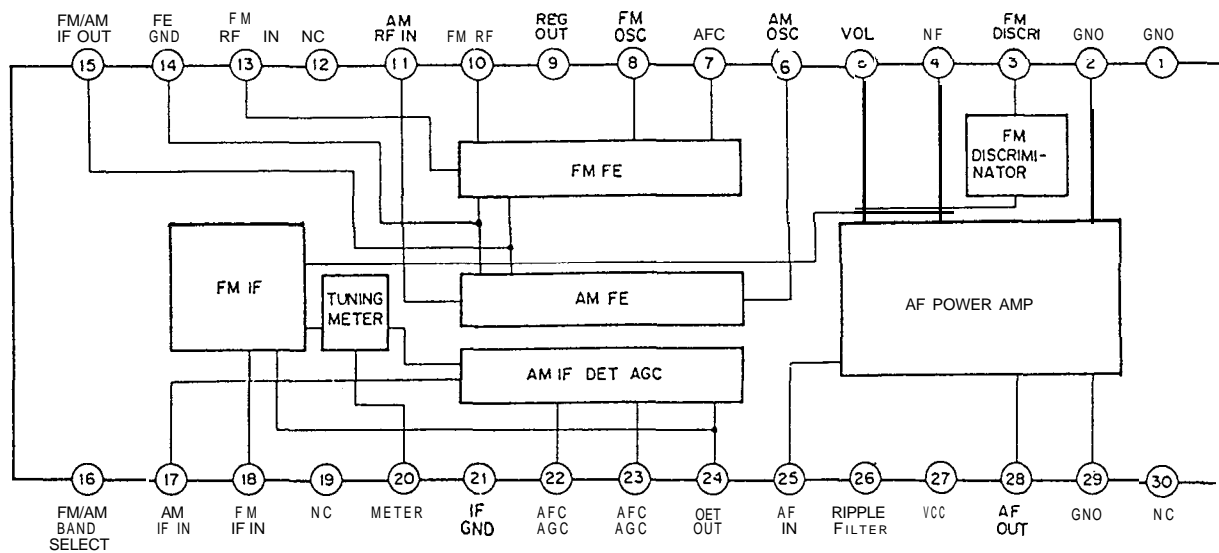 FM/AM IF OUT
FE GND
FM RF IN
NC
AM RF IN
FM RF
REG OUT
FM OSC
AFC
AM OSC
VOL
NF
FM DISCRI
GNO
GNO
15 14 13 12 11 10 9 8 7 6 4 3 2 1
FM FE
FM DISCRIMI-
NATOR
FM IF
TUNING
METER
AM FE
AF POWER AMP
AM IF DET AGC
16 17 18 19 20 21 22 23 24 25 26 27 28 29 30
FM/AM
BAND
SELECT
AM
IF IN
FM
IF IN
NC
METER
IF
GND
AFC
AGC
AFC
AGC
OET
OUT
AF
IN
RIPPLE
FILTER
VCC
AF
OUT
GNO
NC